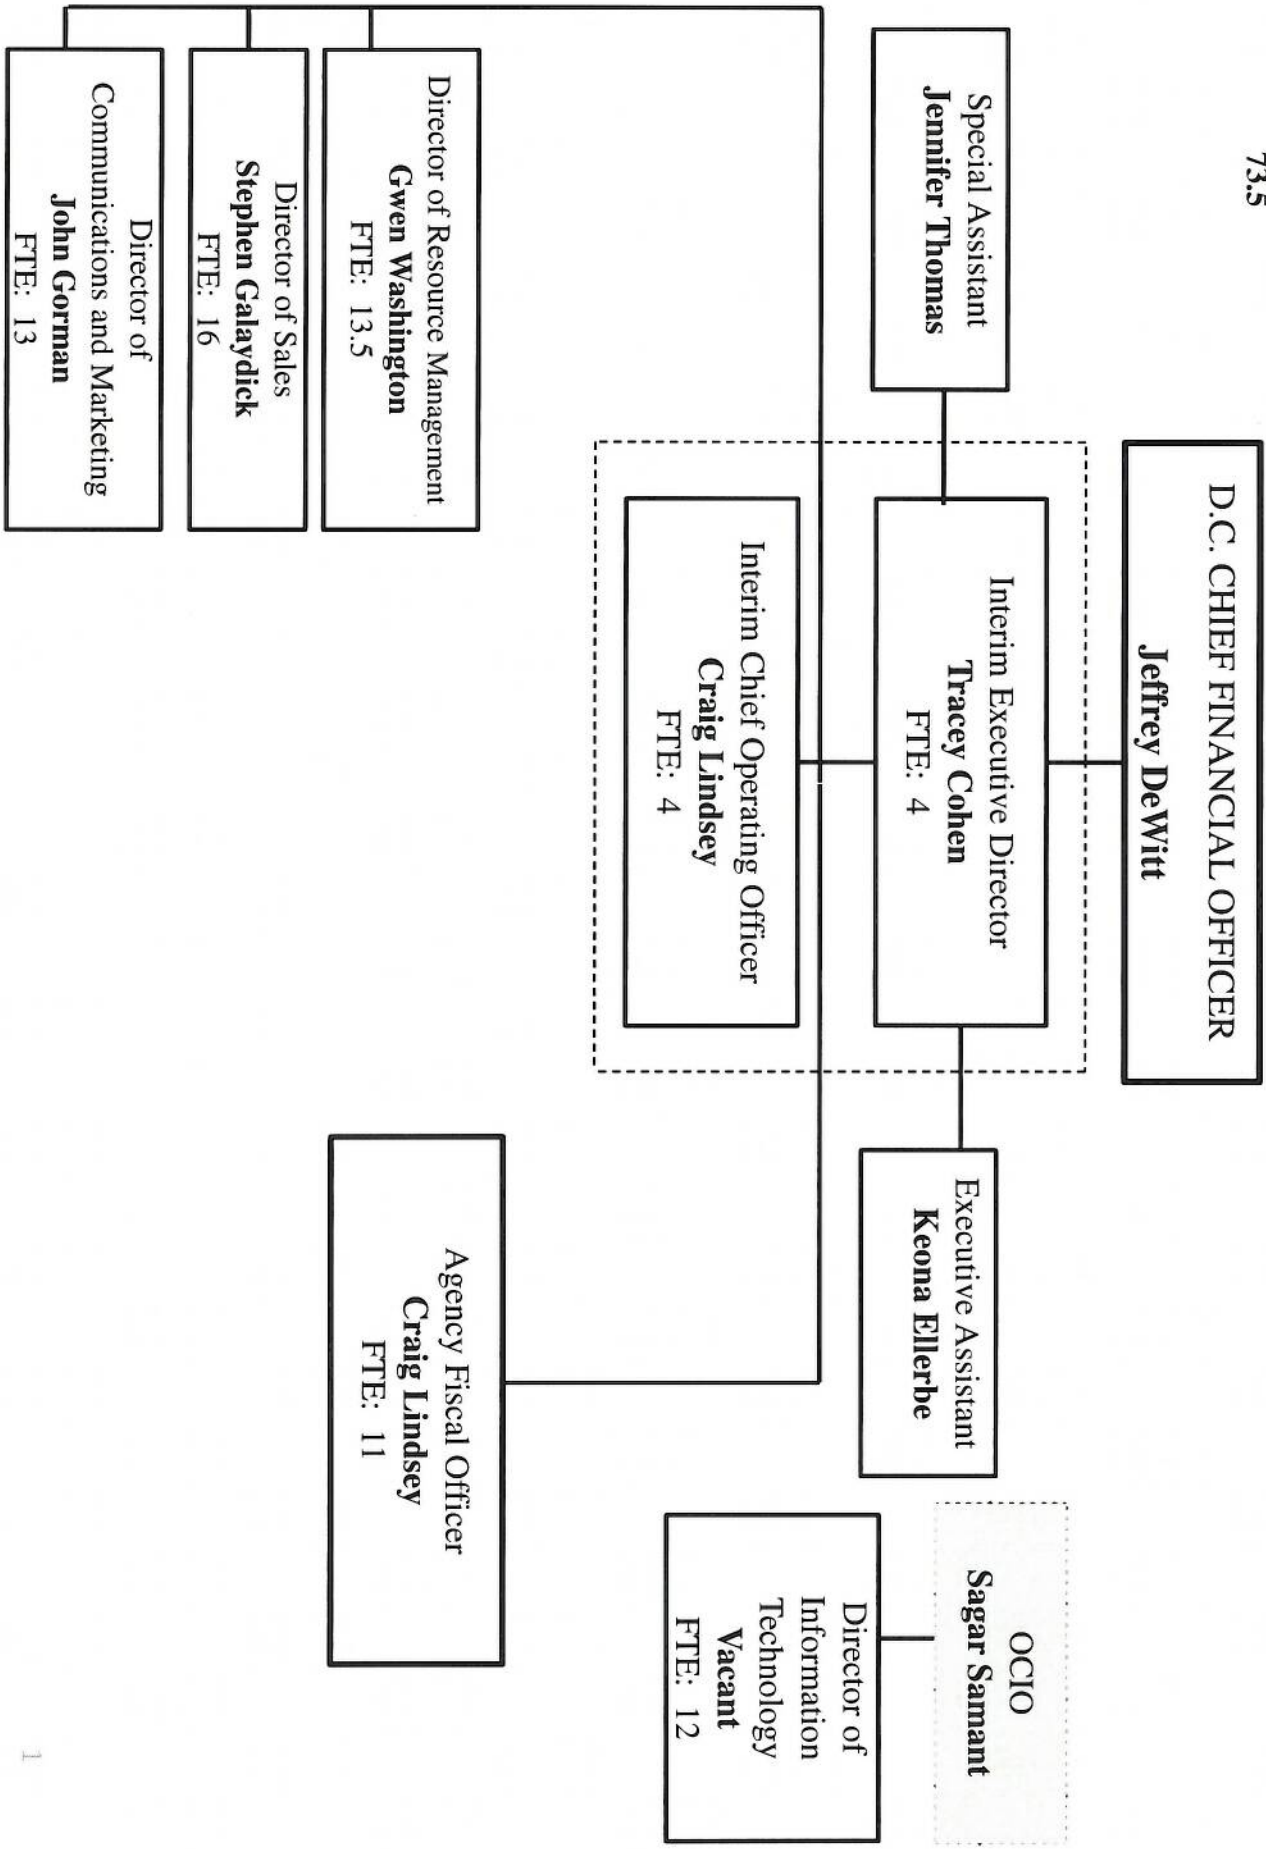 73.5
D.C. CHIEF FINANCIAL OFFICER
Jeffrey DeWitt
Special Assistant
Jennifer Thomas
Interim Executive Director
Tracey Cohen
FTE: 4
Executive Assistant
Keona Ellerbe
OCIO
Sagar Samant
Interim Chief Operating Officer
Craig Lindsey
FTE: 4
Director of
Information
Technology
Vacant
FTE: 12
Director of Resource Management
Gwen Washington
FTE: 13.5
Agency Fiscal Officer
Craig Lindsey
FTE: 11
Director of Sales
Stephen Galaydick
FTE: 16
Director of
Communications and Marketing
John Gorman
FTE: 13
1